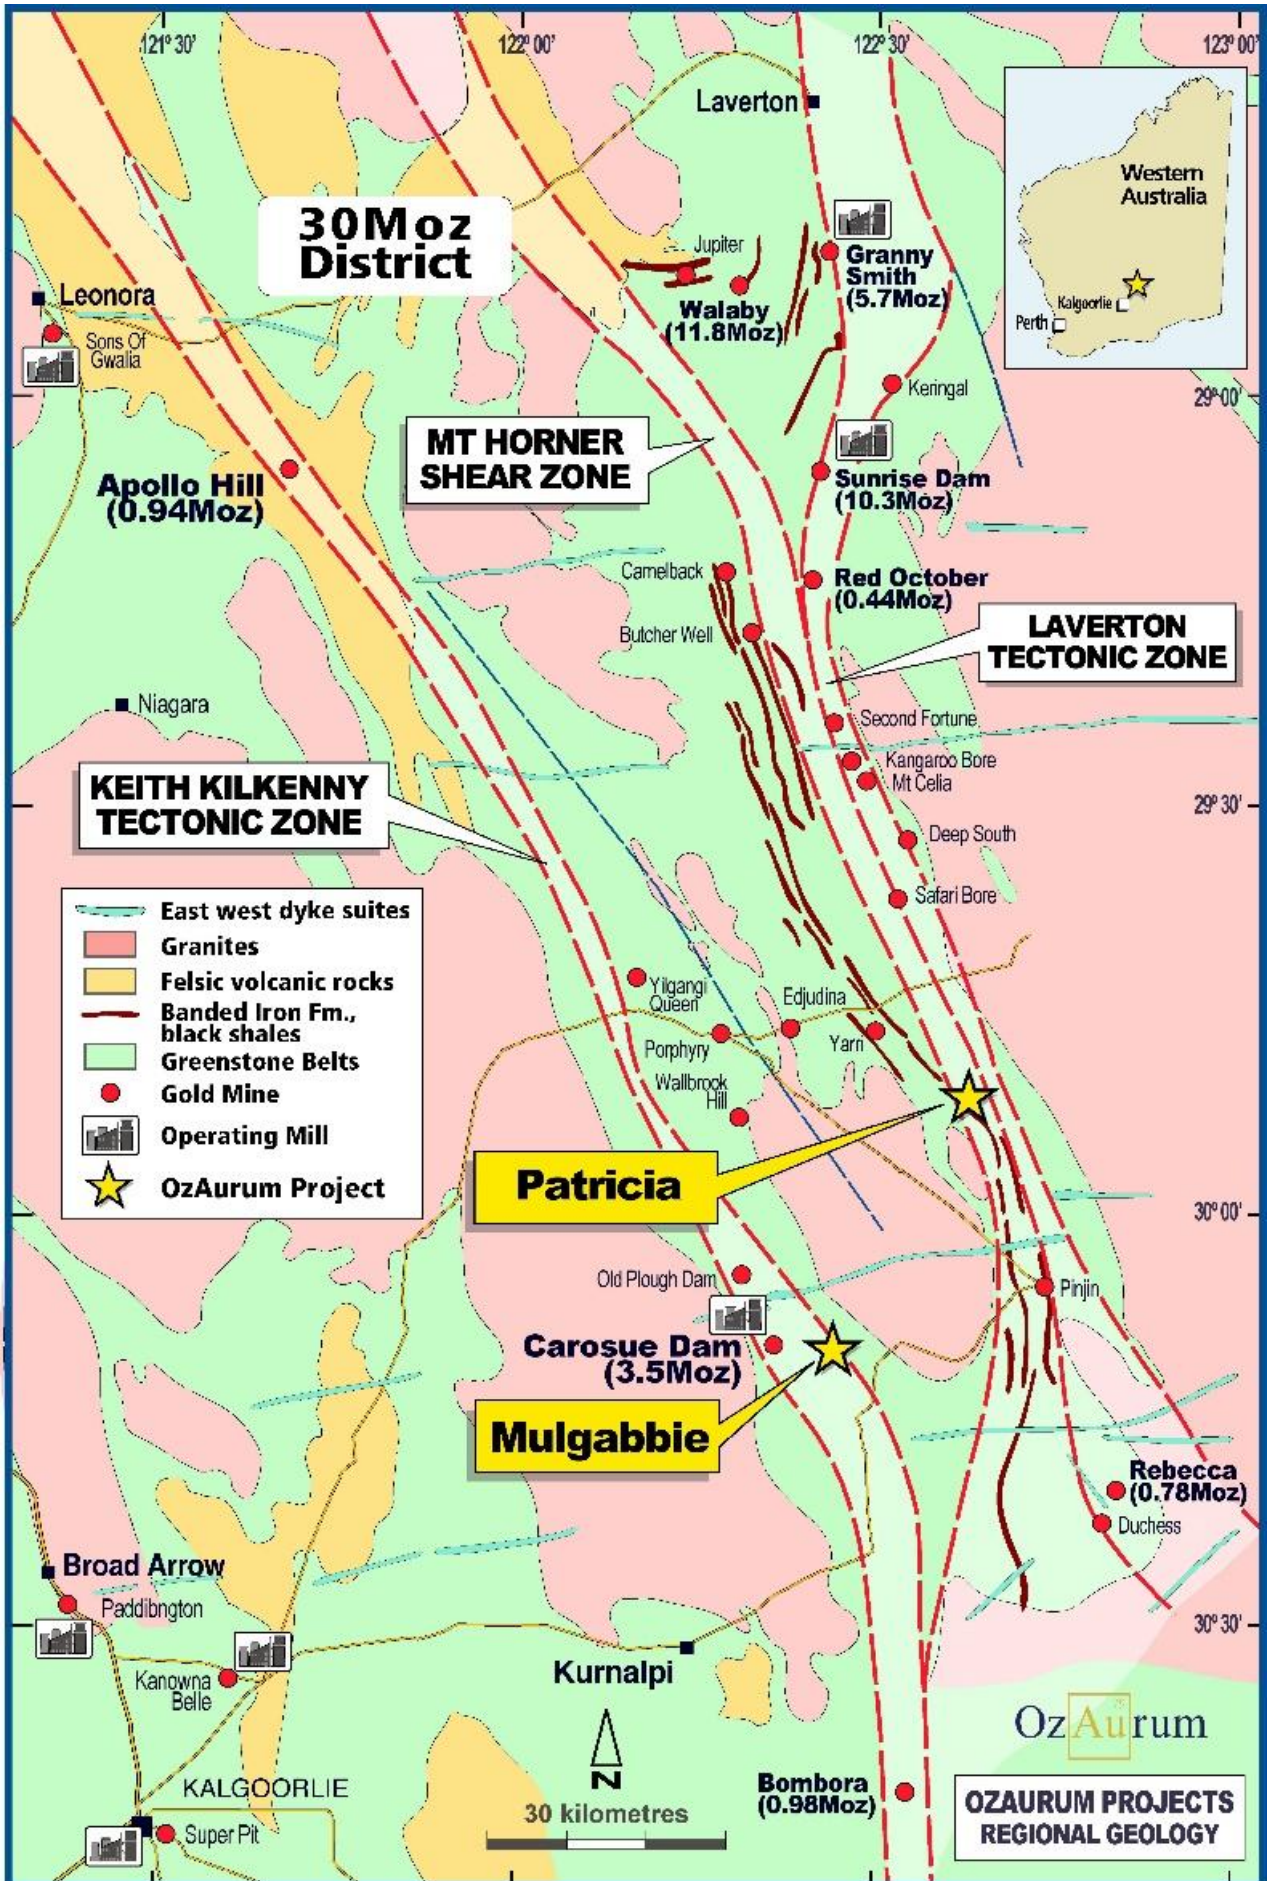 121° 30'
122° 00'
122° 30'
123° 00'
Laverton
Western
Australia
Kalgoorlie
Perth
30Moz
District
Jupiter
Granny
Smith
(5.7Moz)
Walaby
(11.8Moz)
Leonora
Sons Of
Gwalia
Keringal
29° 00'
MT HORNER
SHEAR ZONE
Apollo Hill
(0.94Moz)
Sunrise Dam
(10.3Moz)
Camelback
Red October
(0.44Moz)
Butcher Well
LAVERTON
TECTONIC ZONE
Niagara
Second Fortune
Kangaroo Bore
Mt Celia
KEITH KILKENNY
TECTONIC ZONE
29° 30'
Deep South
Safari Bore
East west dyke suites
Granites
Felsic volcanic rocks
Banded Iron Fm.,
black shales
Greenstone Belts
Gold Mine
Operating Mill
OzAurum Project
Yilgangi
Queen
Edjudina
Porphyry
Yarri
Wallbrook
Hill
Patricia
30° 00'
Old Plough Dam
Pinjin
Carosue Dam
(3.5Moz)
Mulgabbie
Rebecca
(0.78Moz)
Duchess
Broad Arrow
Paddibngton
30° 30'
Kanowna
Belle
Kurnalpi
N
30 kilometres
KALGOORLIE
Super Pit
Bombora
(0.98Moz)
OzAurum
OZAURUM PROJECTS
REGIONAL GEOLOGY